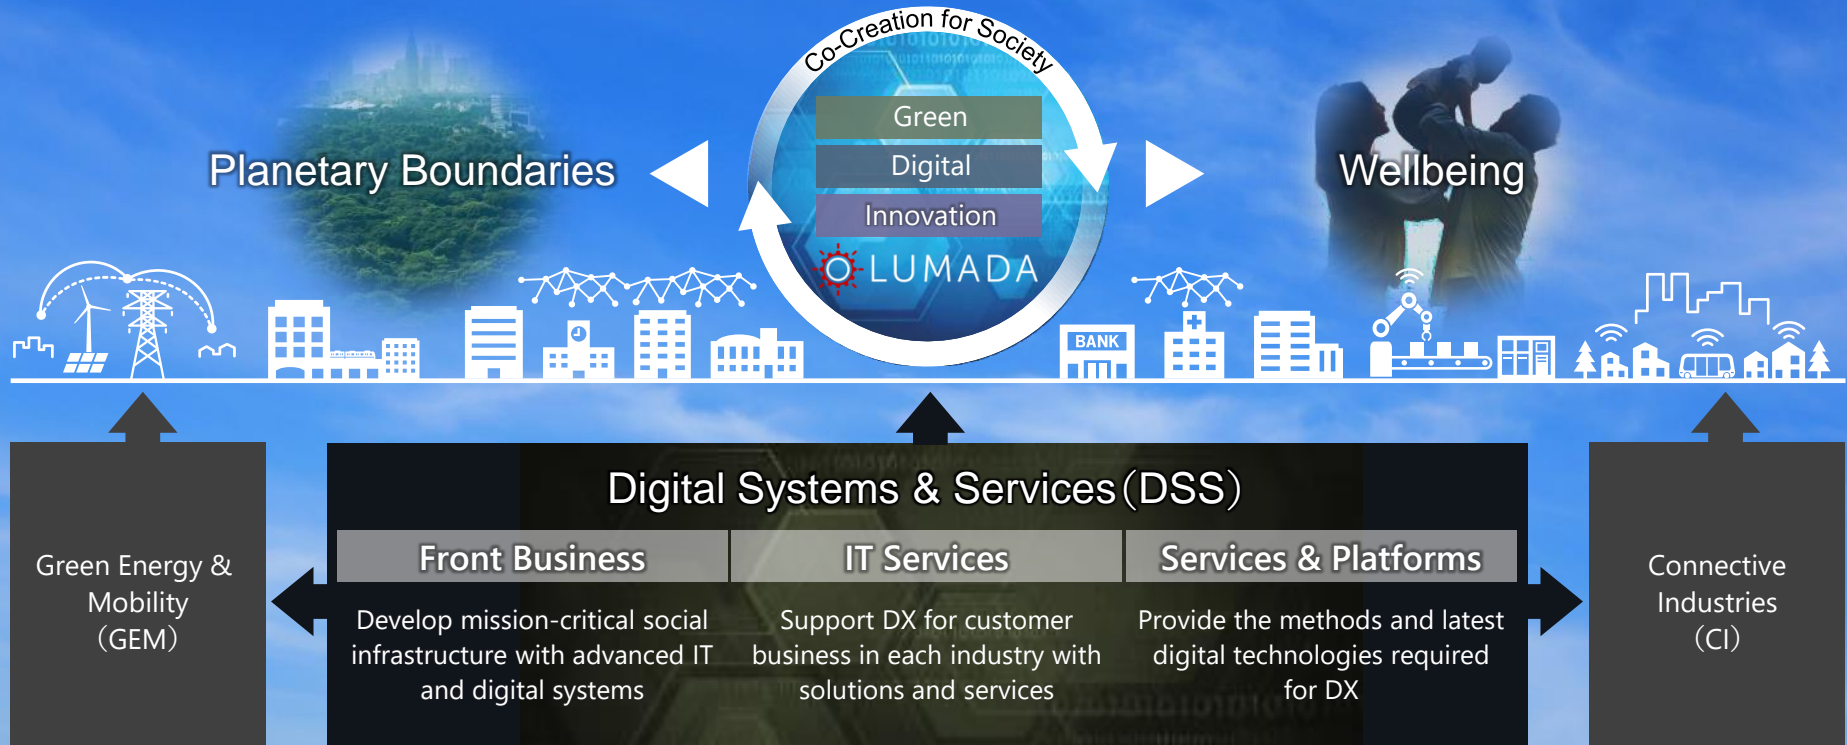 Co-Creation for Society
Green
Digital
Innovation
LUMADA
Planetary Boundaries
Wellbeing
BANK
Digital Systems & Services（DSS）
Front Business
Develop mission-critical social
infrastructure with advanced IT
and digital systems
IT Services
Support DX for customer
business in each industry with
solutions and services
Services & Platforms
Provide the methods and latest
digital technologies required
for DX
Green Energy &
Mobility
（GEM）
Connective
Industries
（CI）